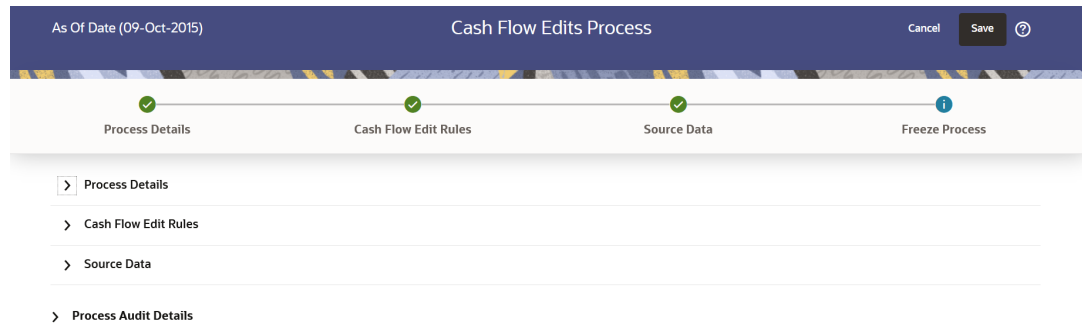 As Of Date (09-Oct-2015) Cash Flow Edits Process Cancel Save
Process Details Cash Flow Edit Rules Source Data Freeze Process
Process Details
Cash Flow Edit Rules
Source Data
Process Audit Details